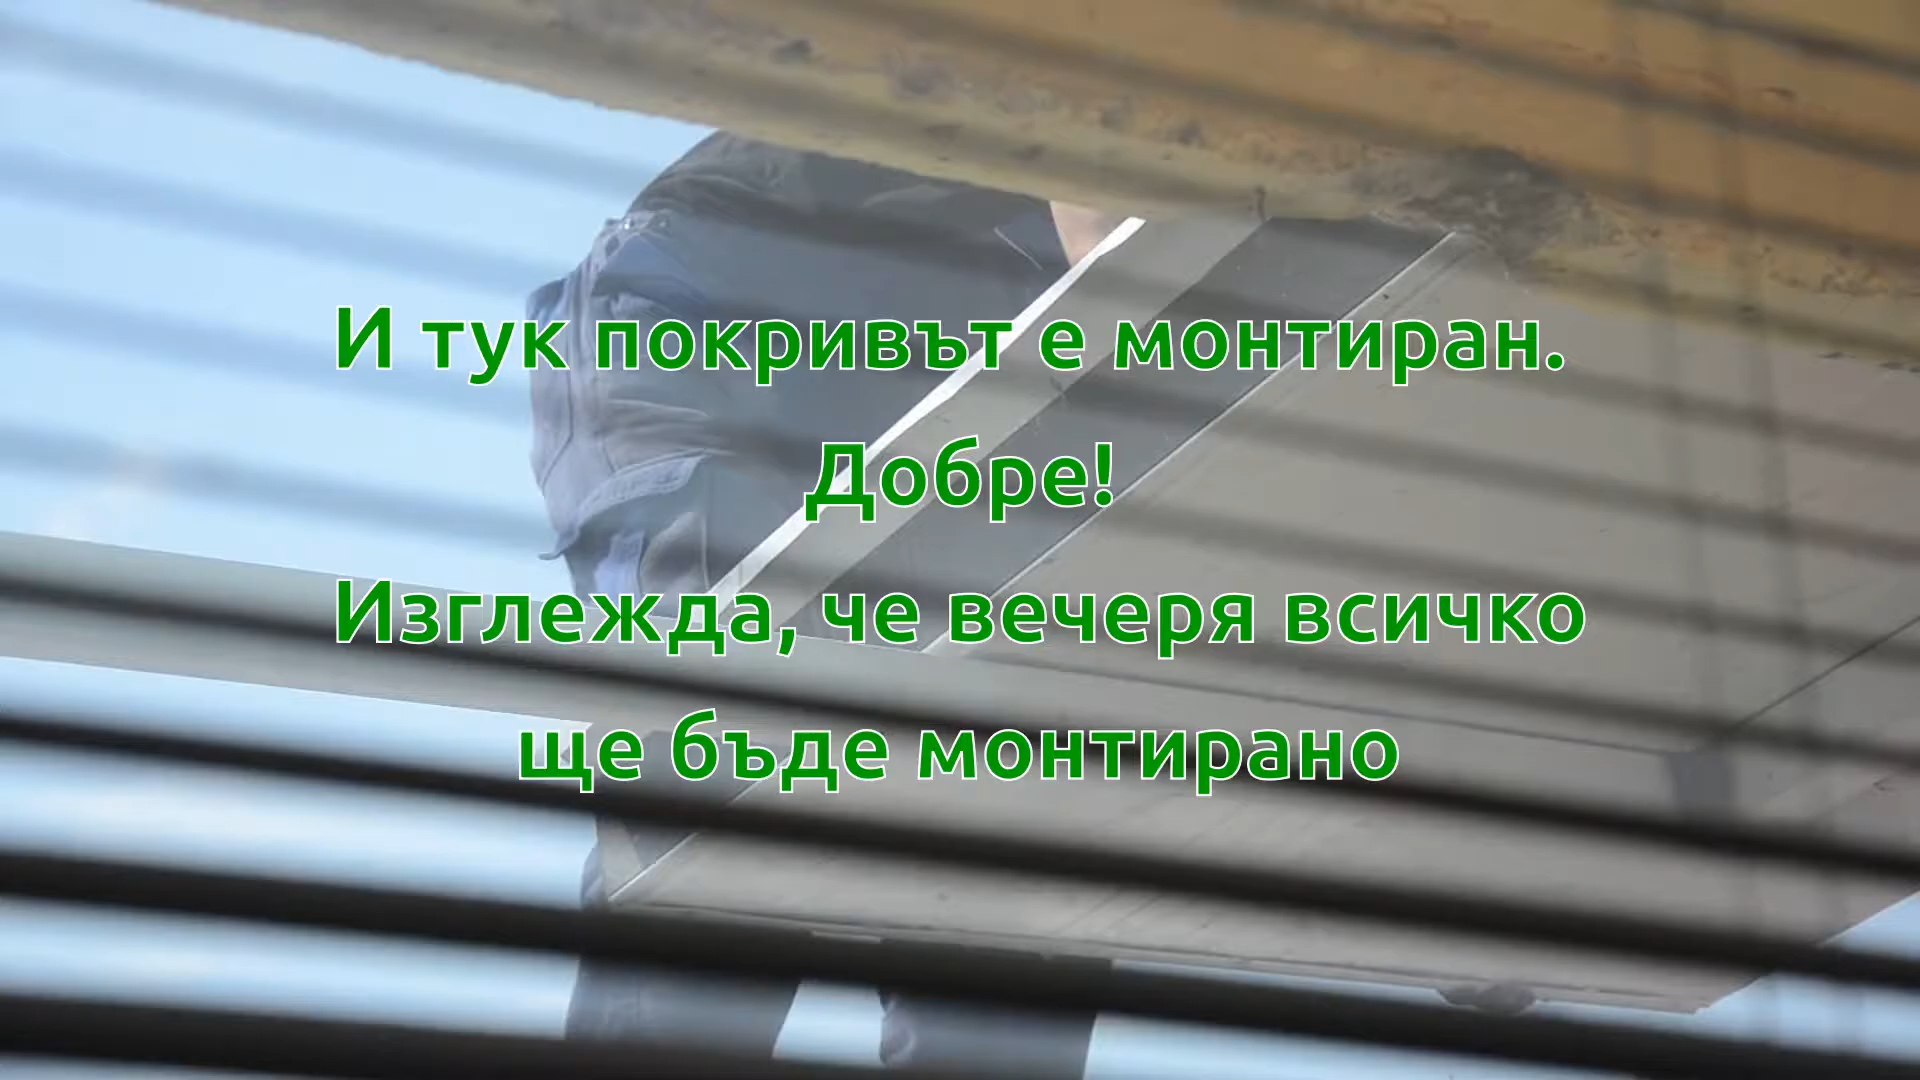 И тук покривът е монтиран.
Добре!
Изглежда, че вечеря всичко
ще бъде монтирано